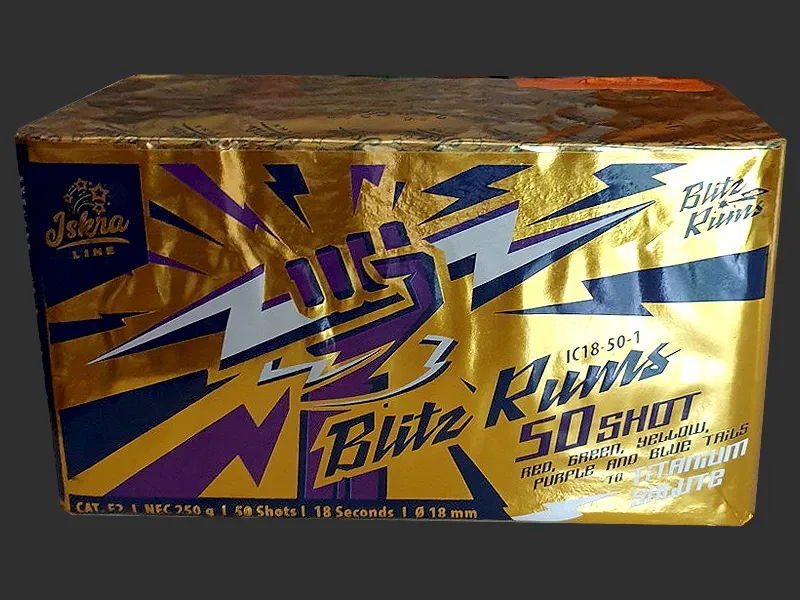 Iskra
LINE
Blitz
Rums
IC18-50-1
Blitz Rums
50 SHOT
RED, GREEN, YELLOW,
PURPLE AND BLUE TAILS
TO TITANIUM
SALUTE
CAT. F2 | NEC 250 g | 50 Shots | 18 Seconds | Ø 18 mm